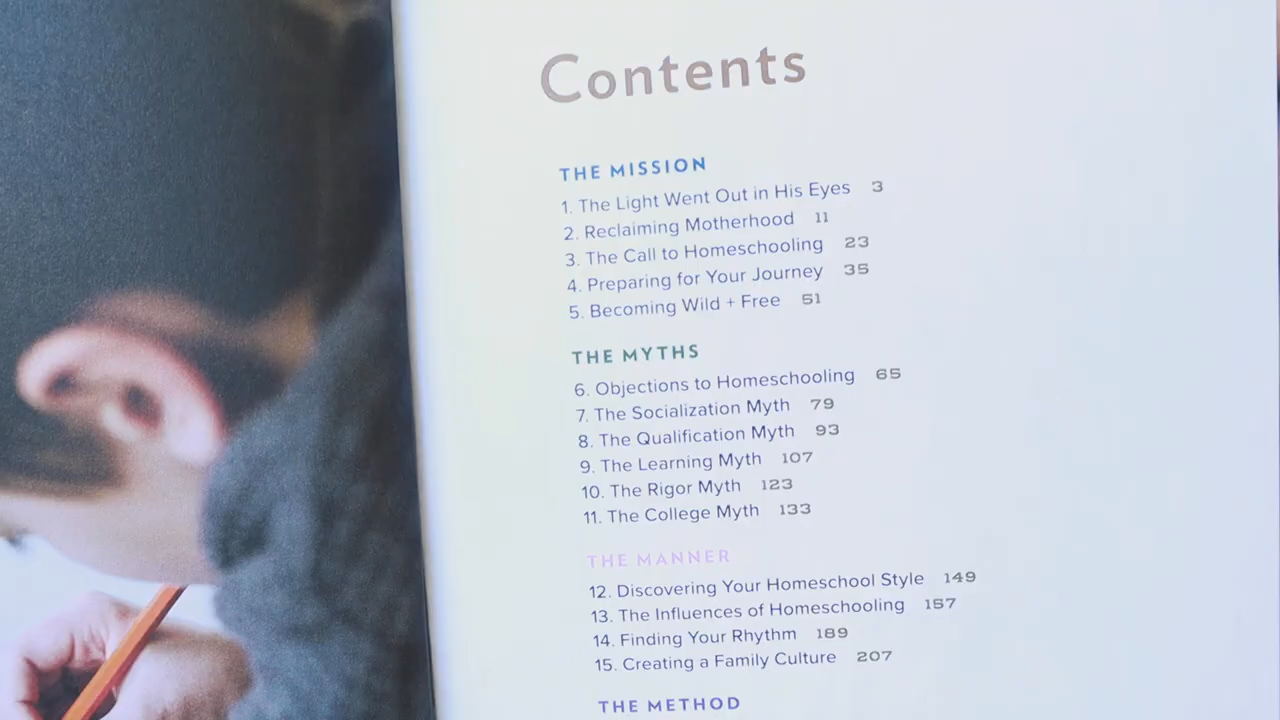 Contents
THE MISSION
1. The Light Went Out in His Eyes 3
2. Reclaiming Motherhood 11
3. The Call to Homeschooling 23
4. Preparing for Your Journey 35
5. Becoming Wild + Free 51
THE MYTHS
6. Objections to Homeschooling 65
7. The Socialization Myth 79
8. The Qualification Myth 93
9. The Learning Myth 107
10. The Rigor Myth 123
11. The College Myth 133
THE MANNER
12. Discovering Your Homeschool Style 149
13. The Influences of Homeschooling 157
14. Finding Your Rhythm 189
15. Creating a Family Culture 207
THE METHOD